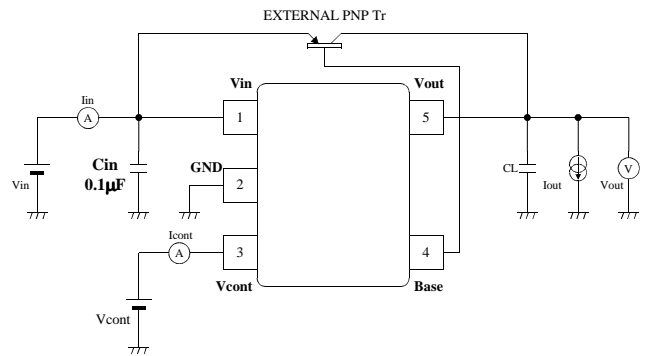 EXTERNAL PNP Tr
Vin
Vout
Iin
A
1
5
Cin
0.1μF
Vin
GND
2
CL
Iout
V
Vout
Icont
A
3
4
Vcont
Base
Vcont